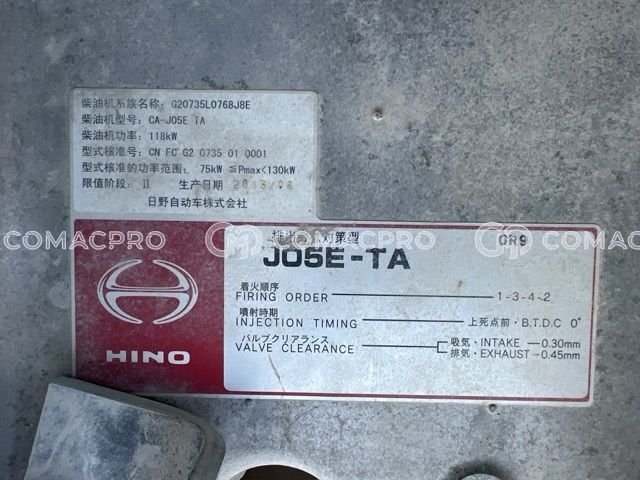 柴油机系族名称: G20735L0768J8E
柴油机型号: CA-J05E TA
柴油机功率: 118kW
型式核准号: CN FC G2 0735 01 0001
型式核准的功率范围: 75kW ≦Pmax<130kW
限值阶段: Ⅱ 生产日期
日野自动车株式会社
COMACPRO COMACPRO COMACPRO
対策型 GR9
J05E-TA
着火順序
FIRING ORDER 1-3-4-2
噴射時期
INJECTION TIMING 上死点前・B.T.D.C 0°
バルブクリアランス
VALVE CLEARANCE
吸気・INTAKE -0.30mm
排気・EXHAUST-0.45mm
HINO